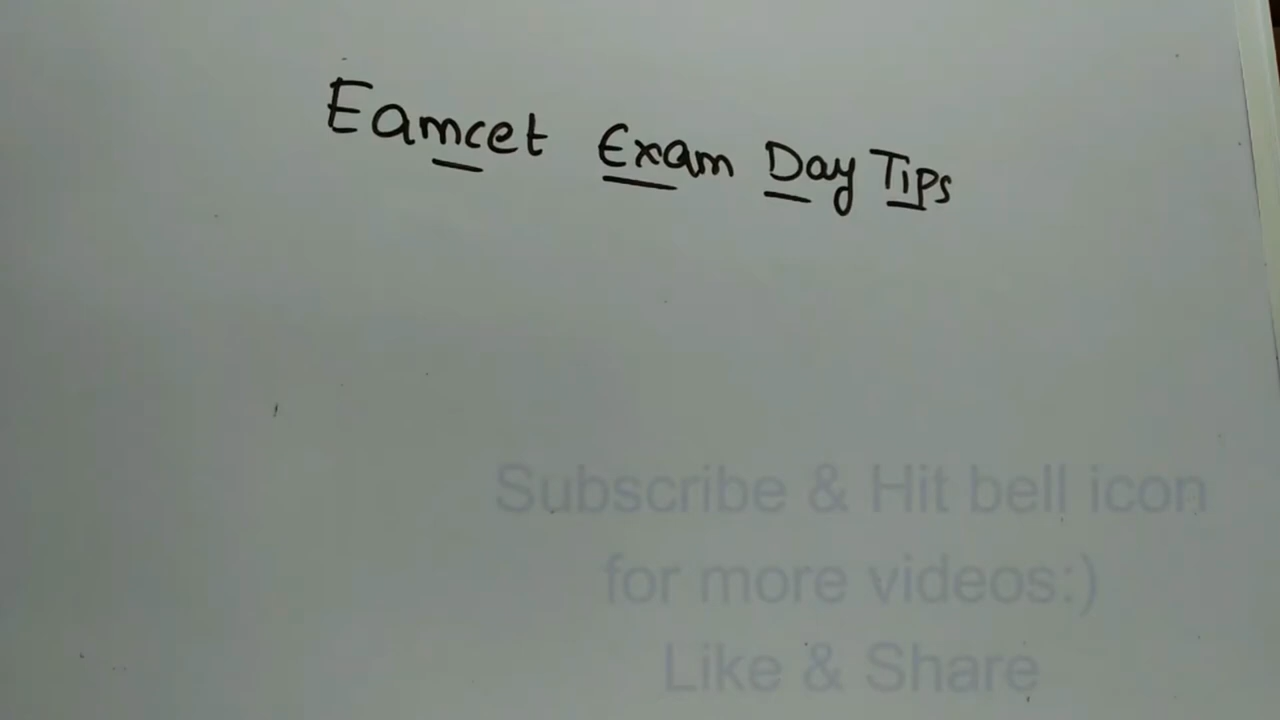 Eamcet Exam Day Tips
Subscribe & Hit bell icon
for more videos:)
Like & Share